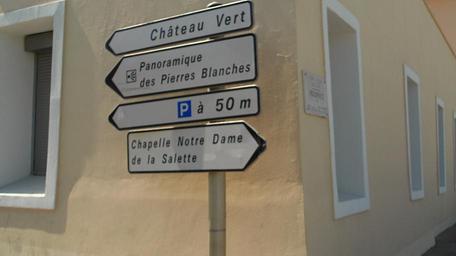 Château Vert
Panoramique
des Pierres Blanches
P à 50 m
Chapelle Notre Dame
de la Salette